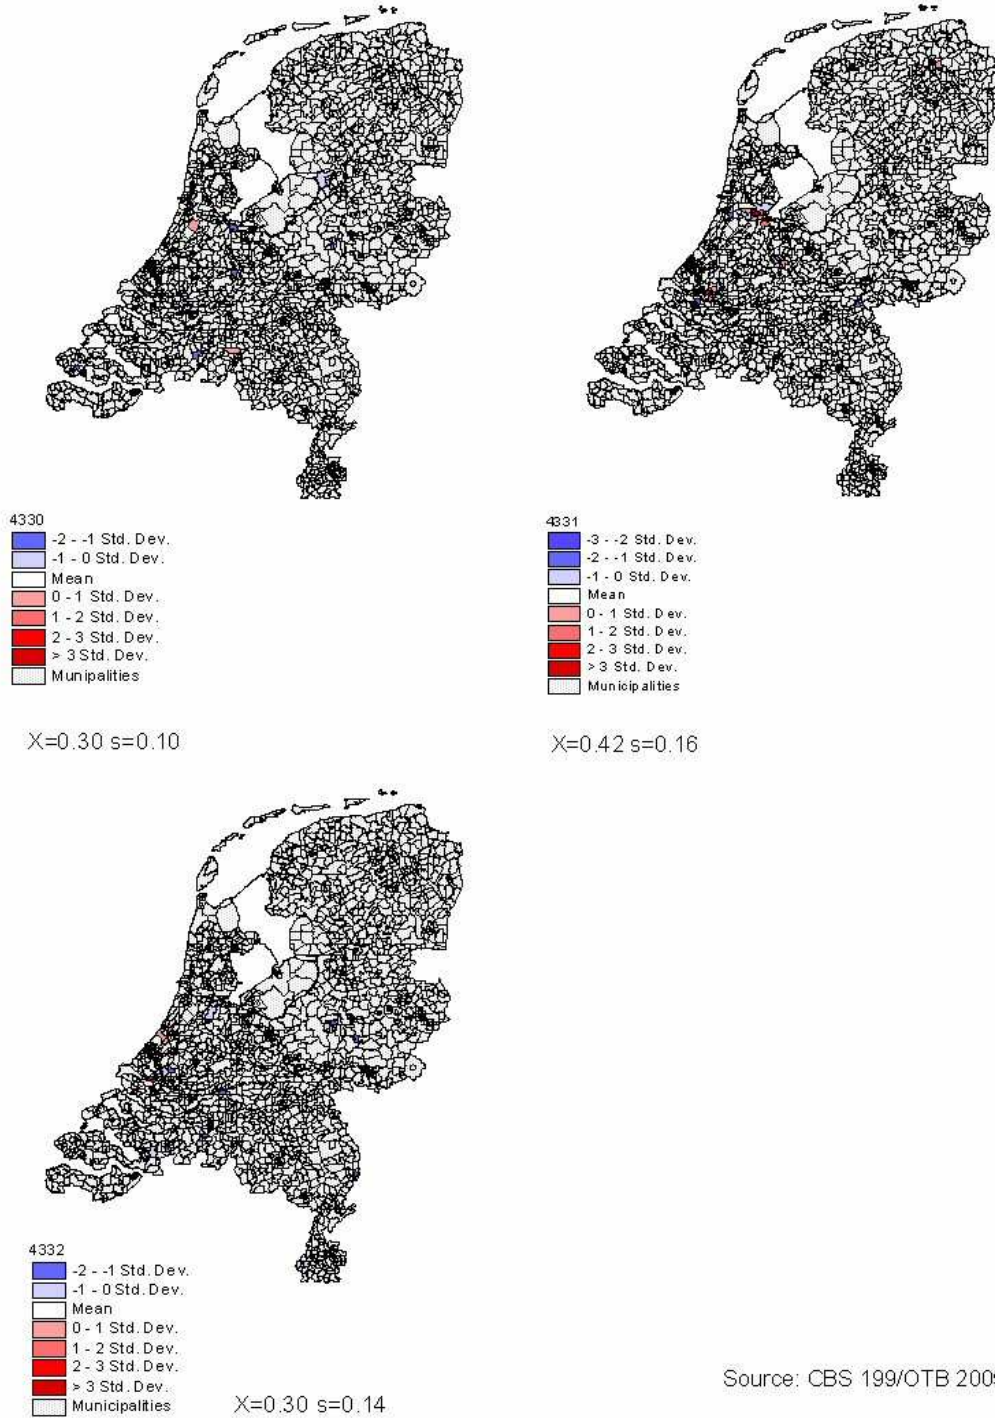 4330
-2 - -1 Std. Dev.
-1 - 0 Std. Dev.
Mean
0 - 1 Std. Dev.
1 - 2 Std. Dev.
2 - 3 Std. Dev.
> 3 Std. Dev.
Munipalities
X=0.30 s=0.10
4331
-3 - -2 Std. Dev.
-2 - -1 Std. Dev.
-1 - 0 Std. Dev.
Mean
0 - 1 Std. Dev.
1 - 2 Std. Dev.
2 - 3 Std. Dev.
> 3 Std. Dev.
Municipalities
X=0.42 s=0.16
4332
-2 - -1 Std. Dev.
-1 - 0 Std. Dev.
Mean
0 - 1 Std. Dev.
1 - 2 Std. Dev.
2 - 3 Std. Dev.
> 3 Std. Dev.
Municipalities
X=0.30 s=0.14
Source: CBS 199/OTB 2009